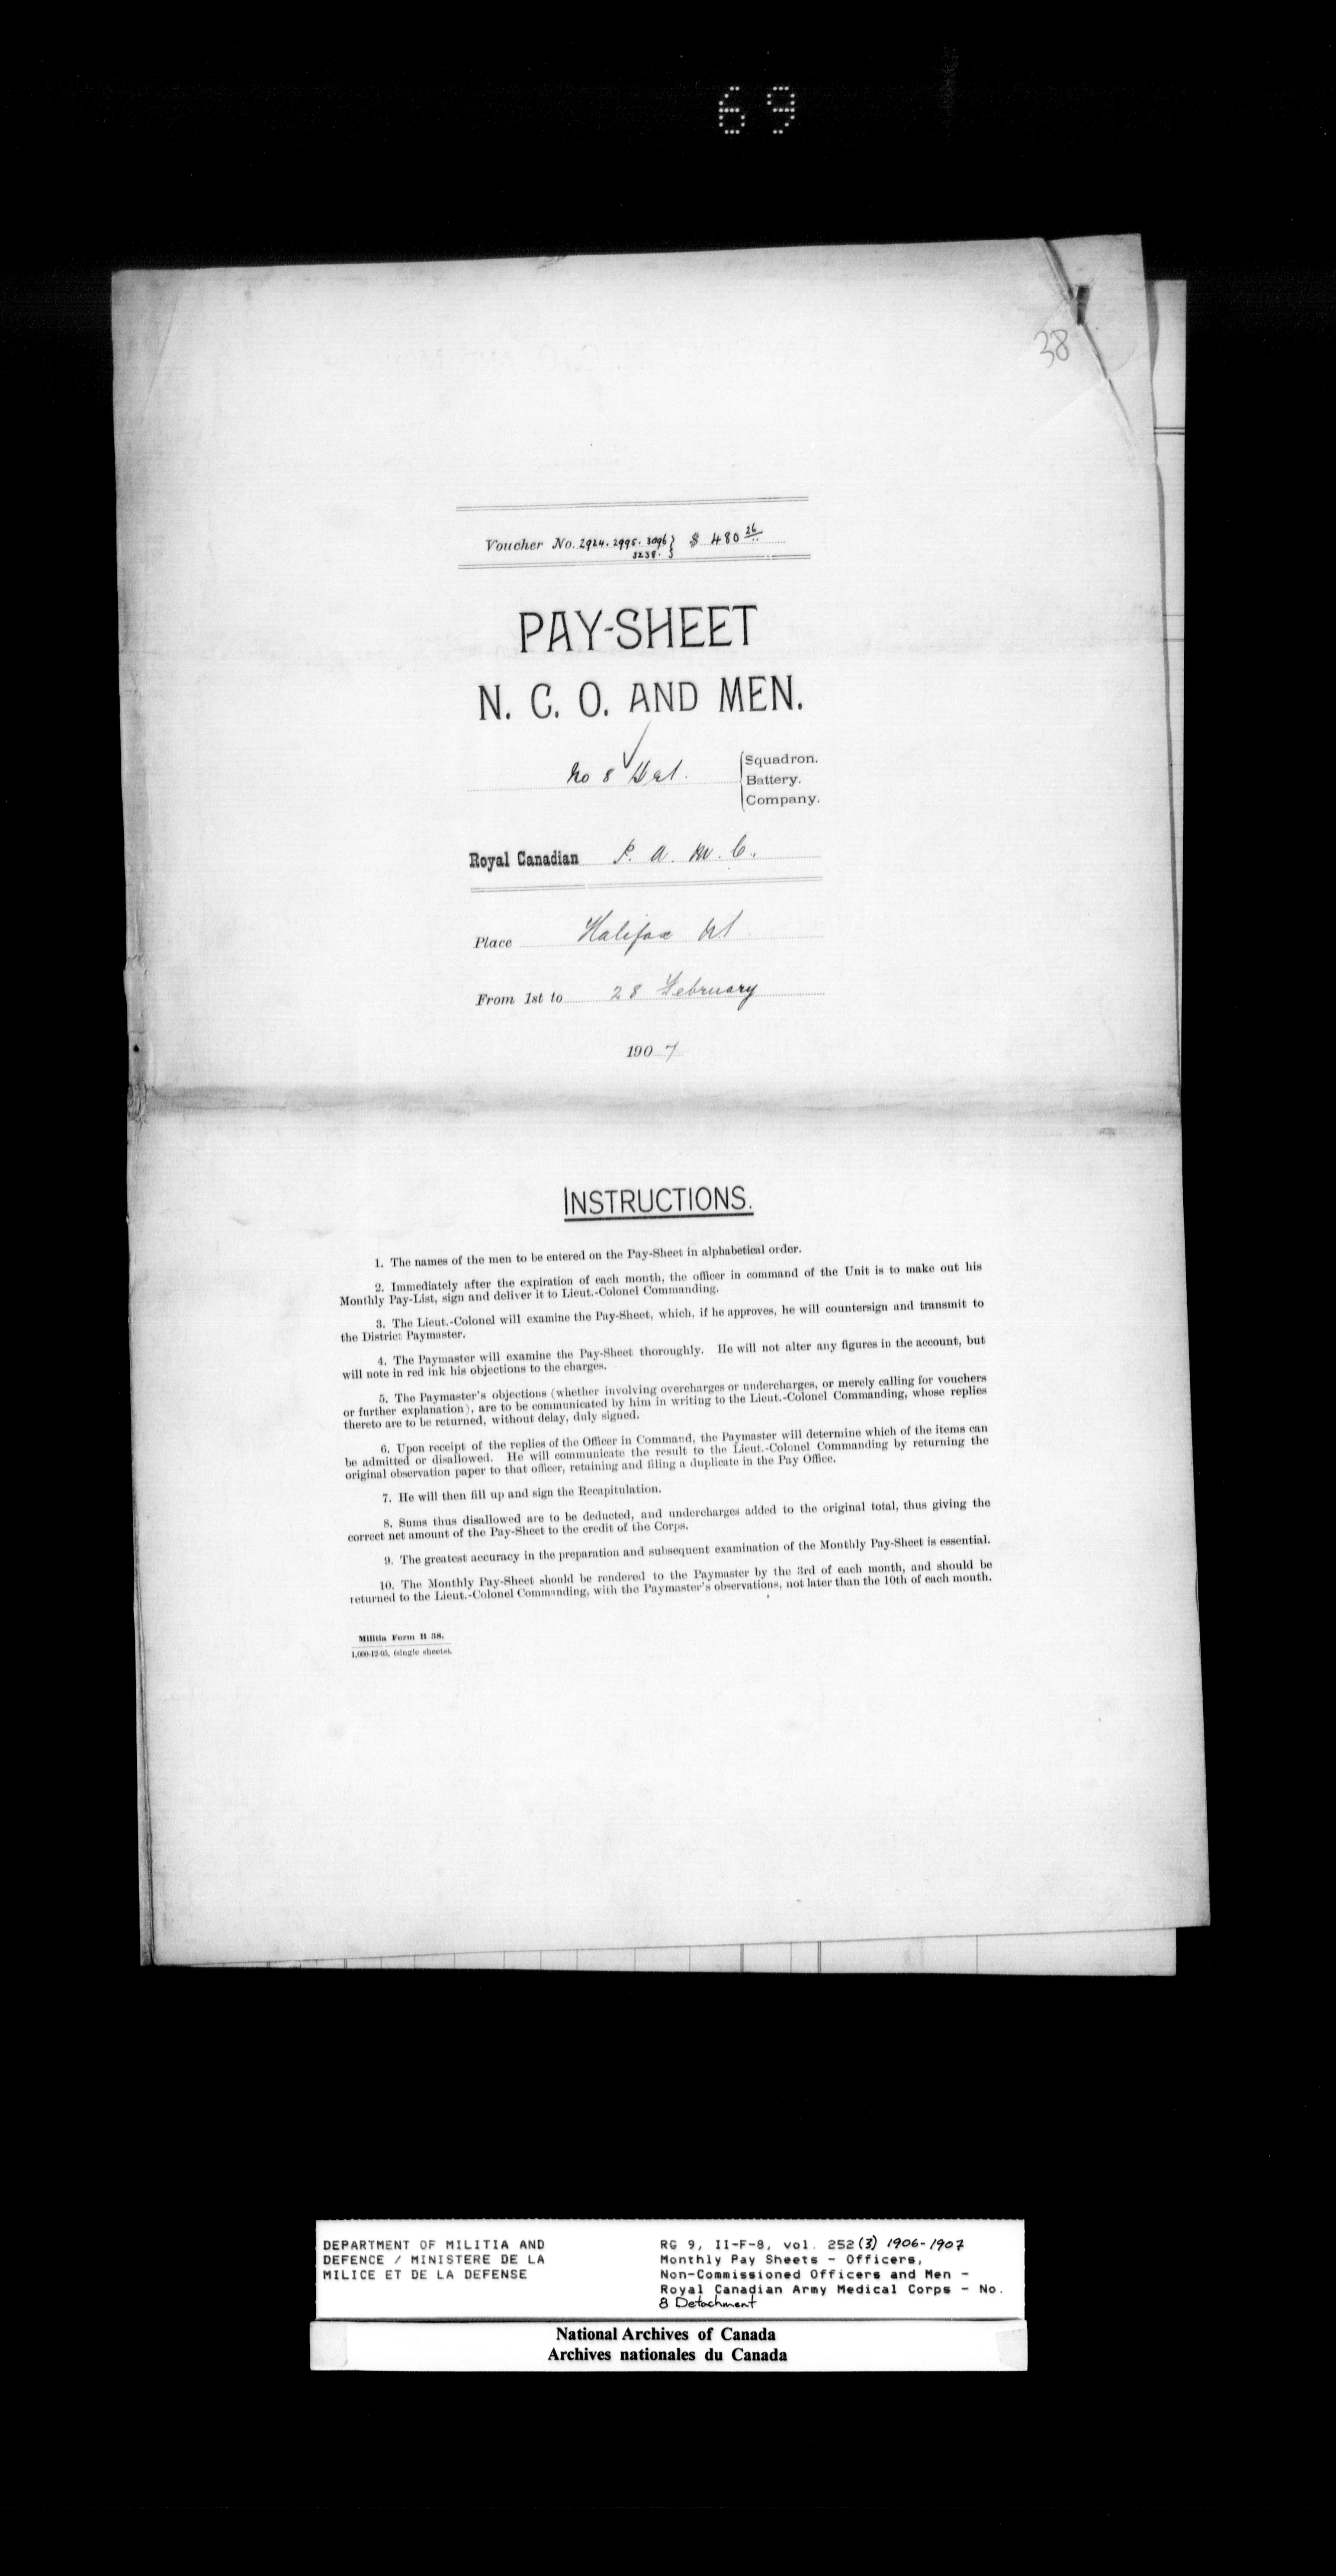 69
38
Voucher No. 2924. 2995. 3096 } $ 480 26
3238.
PAY-SHEET
N. C. O. AND MEN.
No 8 Det.
Squadron.
Battery.
Company.
Royal Canadian P. A. M. C.
Place Halifax NS
From 1st to 28 February
1907
INSTRUCTIONS.
1. The names of the men to be entered on the Pay-Sheet in alphabetical order.
2. Immediately after the expiration of each month, the officer in command of the Unit is to make out his
Monthly Pay-List, sign and deliver it to Lieut.-Colonel Commanding.
3. The Lieut.-Colonel will examine the Pay-Sheet, which, if he approves, he will countersign and transmit to
the District Paymaster.
4. The Paymaster will examine the Pay-Sheet thoroughly. He will not alter any figures in the account, but
will note in red ink his objections to the charges.
5. The Paymaster's objections (whether involving overcharges or undercharges, or merely calling for vouchers
or further explanation), are to be communicated by him in writing to the Lieut.-Colonel Commanding, whose replies
thereto are to be returned, without delay, duly signed.
6. Upon receipt of the replies of the Officer in Command, the Paymaster will determine which of the items can
be admitted or disallowed. He will communicate the result to the Lieut.-Colonel Commanding by returning the
original observation paper to that officer, retaining and filing a duplicate in the Pay Office.
7. He will then fill up and sign the Recapitulation.
8. Sums thus disallowed are to be deducted, and undercharges added to the original total, thus giving the
correct net amount of the Pay-Sheet to the credit of the Corps.
9. The greatest accuracy in the preparation and subsequent examination of the Monthly Pay-Sheet is essential.
10. The Monthly Pay-Sheet should be rendered to the Paymaster by the 3rd of each month, and should be
returned to the Lieut.-Colonel Commanding, with the Paymaster's observations, not later than the 10th of each month.
Militia Form B 38.
1,000-12-05. (single sheets).
DEPARTMENT OF MILITIA AND
DEFENCE / MINISTERE DE LA
MILICE ET DE LA DEFENSE
RG 9, II-F-8, vol. 252 (3) 1906-1907
Monthly Pay Sheets - Officers,
Non-Commissioned Officers and Men -
Royal Canadian Army Medical Corps - No.
8 Detachment
National Archives of Canada
Archives nationales du Canada